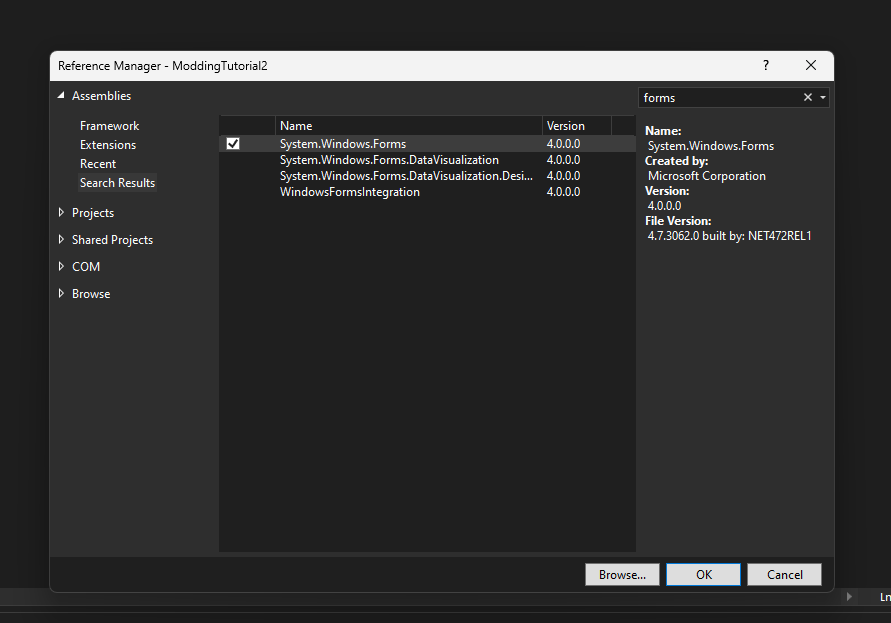 Reference Manager - ModdingTutorial2
?
Assemblies
forms
Framework
Extensions
Recent
Search Results
Projects
Shared Projects
COM
Browse
Name Version
System.Windows.Forms 4.0.0.0
System.Windows.Forms.DataVisualization 4.0.0.0
System.Windows.Forms.DataVisualization.Desi... 4.0.0.0
WindowsFormsIntegration 4.0.0.0
Name:
System.Windows.Forms
Created by:
Microsoft Corporation
Version:
4.0.0.0
File Version:
4.7.3062.0 built by: NET472REL1
Browse... OK Cancel
Ln